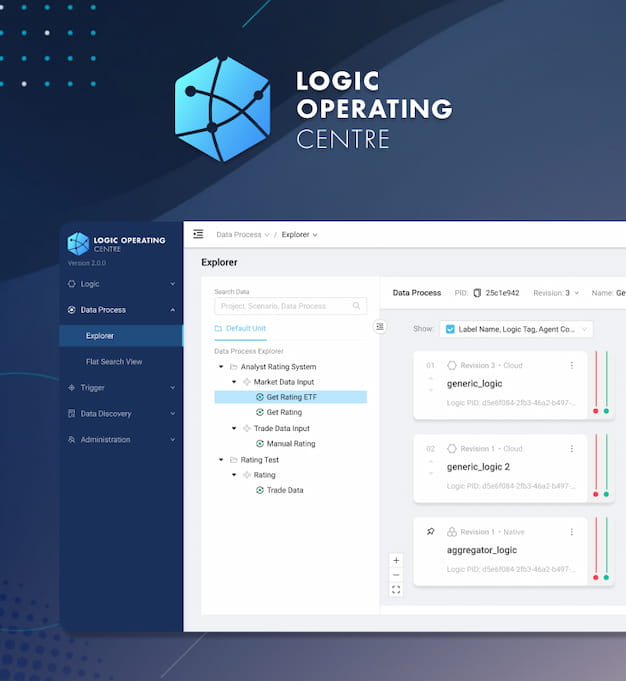 LOGIC
OPERATING
CENTRE
LOGIC OPERATING
CENTRE
Version 2.0.0
Logic
Data Process
Explorer
Flat Search View
Trigger
Data Discovery
Administration
Data Process / Explorer
Explorer
Search Data
Project, Scenario, Data Process
Default Unit
Data Process Explorer
Analyst Rating System
Market Data Input
Get Rating ETF
Get Rating
Trade Data Input
Manual Rating
Rating Test
Rating
Trade Data
Data Process PID: 25c1e942 Revision: 3 Name: Ge
Show: Label Name, Logic Tag, Agent Co...
01 Revision 3 • Cloud
generic_logic
Logic PID: d5e6f084-2fb3-46a2-b497-...
02 Revision 1 • Cloud
generic_logic 2
Logic PID: d5e6f084-2fb3-46a2-b497-...
Revision 1 • Native
aggregator_logic
Logic PID: d5e6f084-2fb3-46a2-b497-...